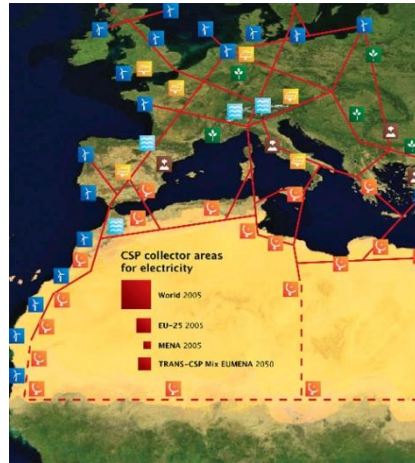 CSP collector areas
for electricity
World 2005
EU-25 2005
MENA 2005
TRANS-CSP Mix EUMENA 2050